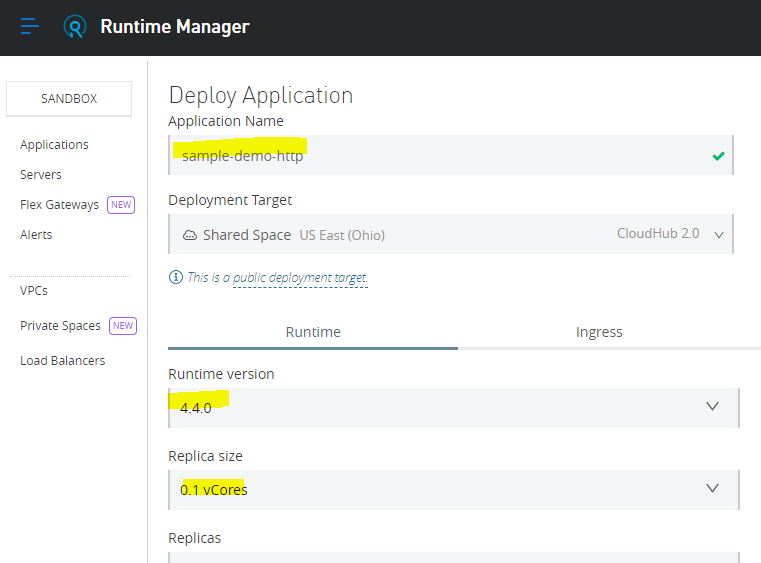 Runtime Manager
SANDBOX
Applications
Servers
Flex Gateways NEW
Alerts
VPCs
Private Spaces NEW
Load Balancers
Deploy Application
Application Name
sample-demo-http
Deployment Target
Shared Space US East (Ohio) CloudHub 2.0
This is a public deployment target.
Runtime Ingress
Runtime version
4.4.0
Replica size
0.1 vCores
Replicas